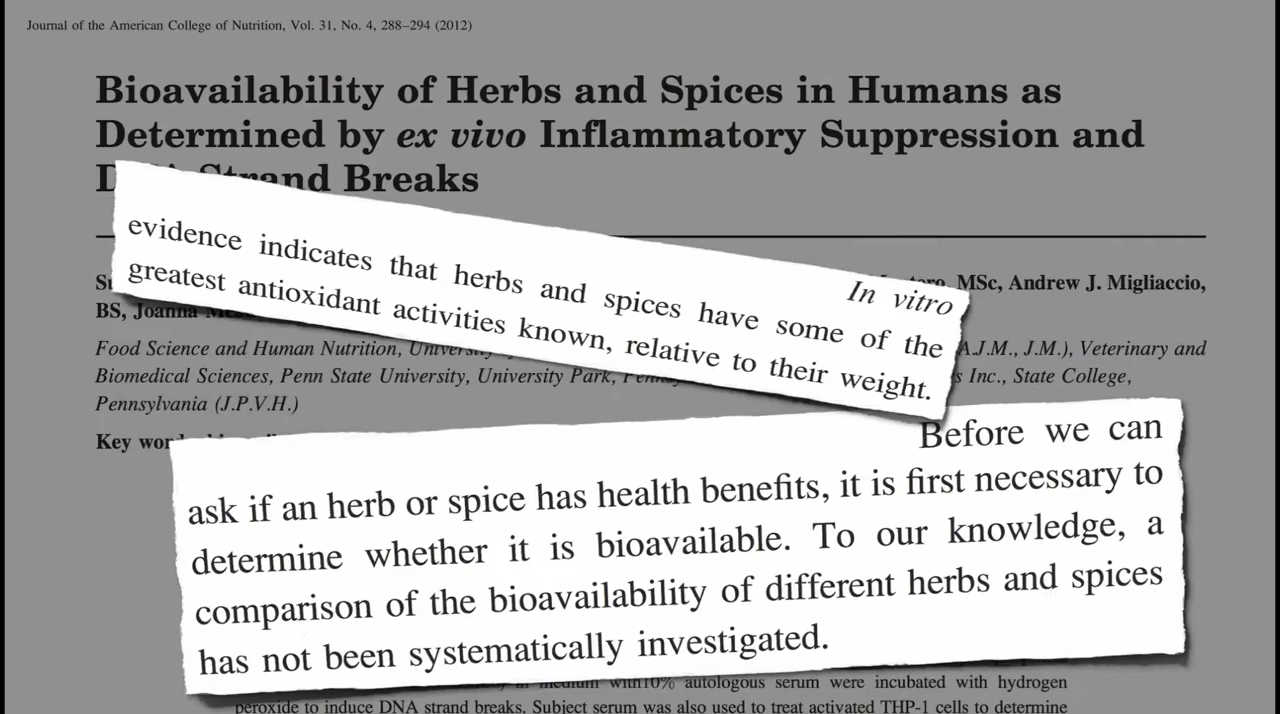 Journal of the American College of Nutrition, Vol. 31, No. 4, 288–294 (2012)
Bioavailability of Herbs and Spices in Humans as
Determined by ex vivo Inflammatory Suppression and
Strand Breaks
In vitro
evidence indicates that herbs and spices have some of the
greatest antioxidant activities known, relative to their weight.
MSc, Andrew J. Migliaccio,
BS, Joanna
Food Science and Human Nutrition, A.J.M., J.M.), Veterinary and
Biomedical Sciences, Penn State University, University Park, Inc., State College,
Pennsylvania (J.P.V.H.)
Key
Before we can
ask if an herb or spice has health benefits, it is first necessary to
determine whether it is bioavailable. To our knowledge, a
comparison of the bioavailability of different herbs and spices
has not been systematically investigated.
medium with10% autologous serum were incubated with hydrogen
peroxide to induce DNA strand breaks. Subject serum was also used to treat activated THP-1 cells to determine